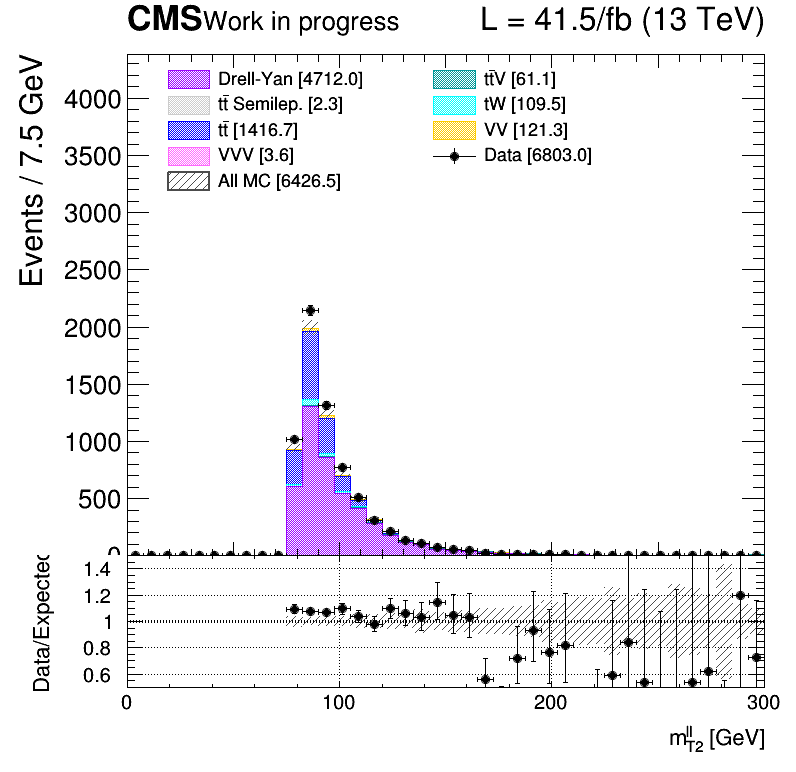 CMS Work in progress L = 41.5/fb (13 TeV)
Events / 7.5 GeV
Drell-Yan [4712.0]
tt̄ Semilep. [2.3]
tt̄ [1416.7]
VVV [3.6]
All MC [6426.5]
tt̄V [61.1]
tW [109.5]
VV [121.3]
Data [6803.0]
4000
3500
3000
2500
2000
1500
1000
500
0
Data/Expected
1.4
1.2
1
0.8
0.6
0 100 200 300
m_{T2}^{ll} [GeV]